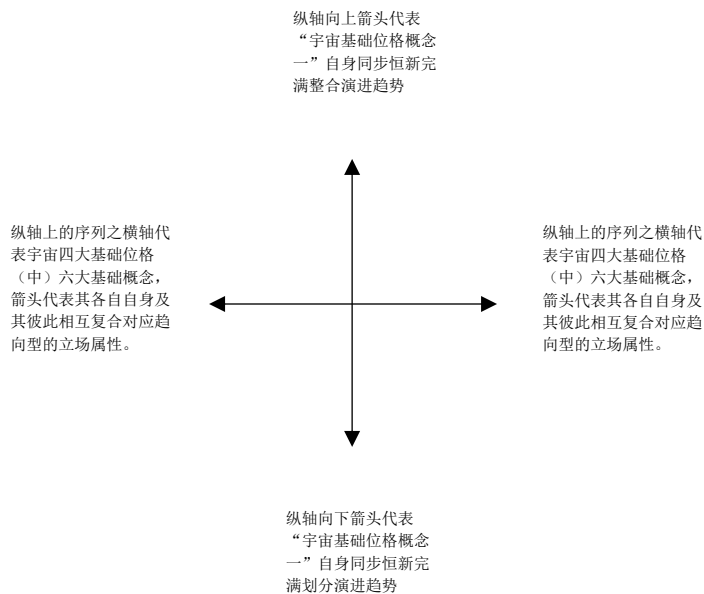 纵轴向上箭头代表
“宇宙基础位格概念
一”自身同步恒新完
满整合演进趋势
纵轴上的序列之横轴代
表宇宙四大基础位格
（中）六大基础概念，
箭头代表其各自自身及
其彼此相互复合对应趋
向型的立场属性。
纵轴上的序列之横轴代
表宇宙四大基础位格
（中）六大基础概念，
箭头代表其各自自身及
其彼此相互复合对应趋
向型的立场属性。
纵轴向下箭头代表
“宇宙基础位格概念
一”自身同步恒新完
满划分演进趋势